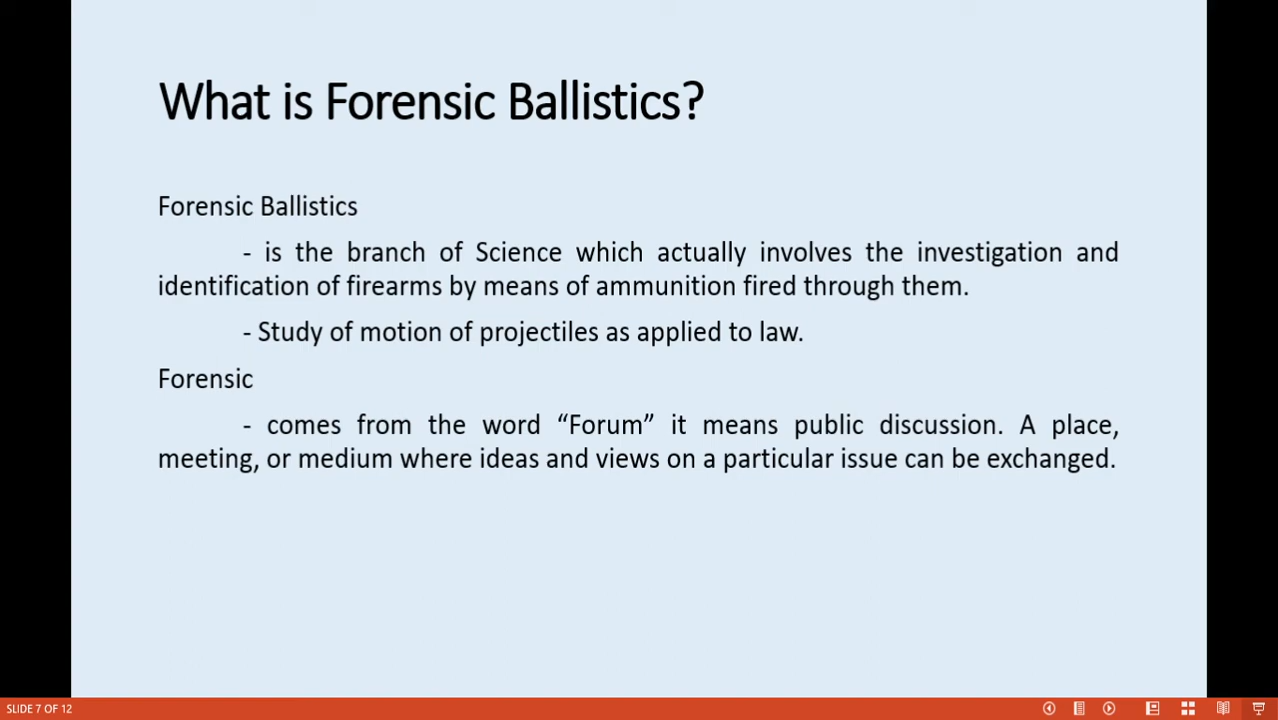 What is Forensic Ballistics?
Forensic Ballistics
- is the branch of Science which actually involves the investigation and
identification of firearms by means of ammunition fired through them.
- Study of motion of projectiles as applied to law.
Forensic
- comes from the word “Forum” it means public discussion. A place,
meeting, or medium where ideas and views on a particular issue can be exchanged.
SLIDE 7 OF 12